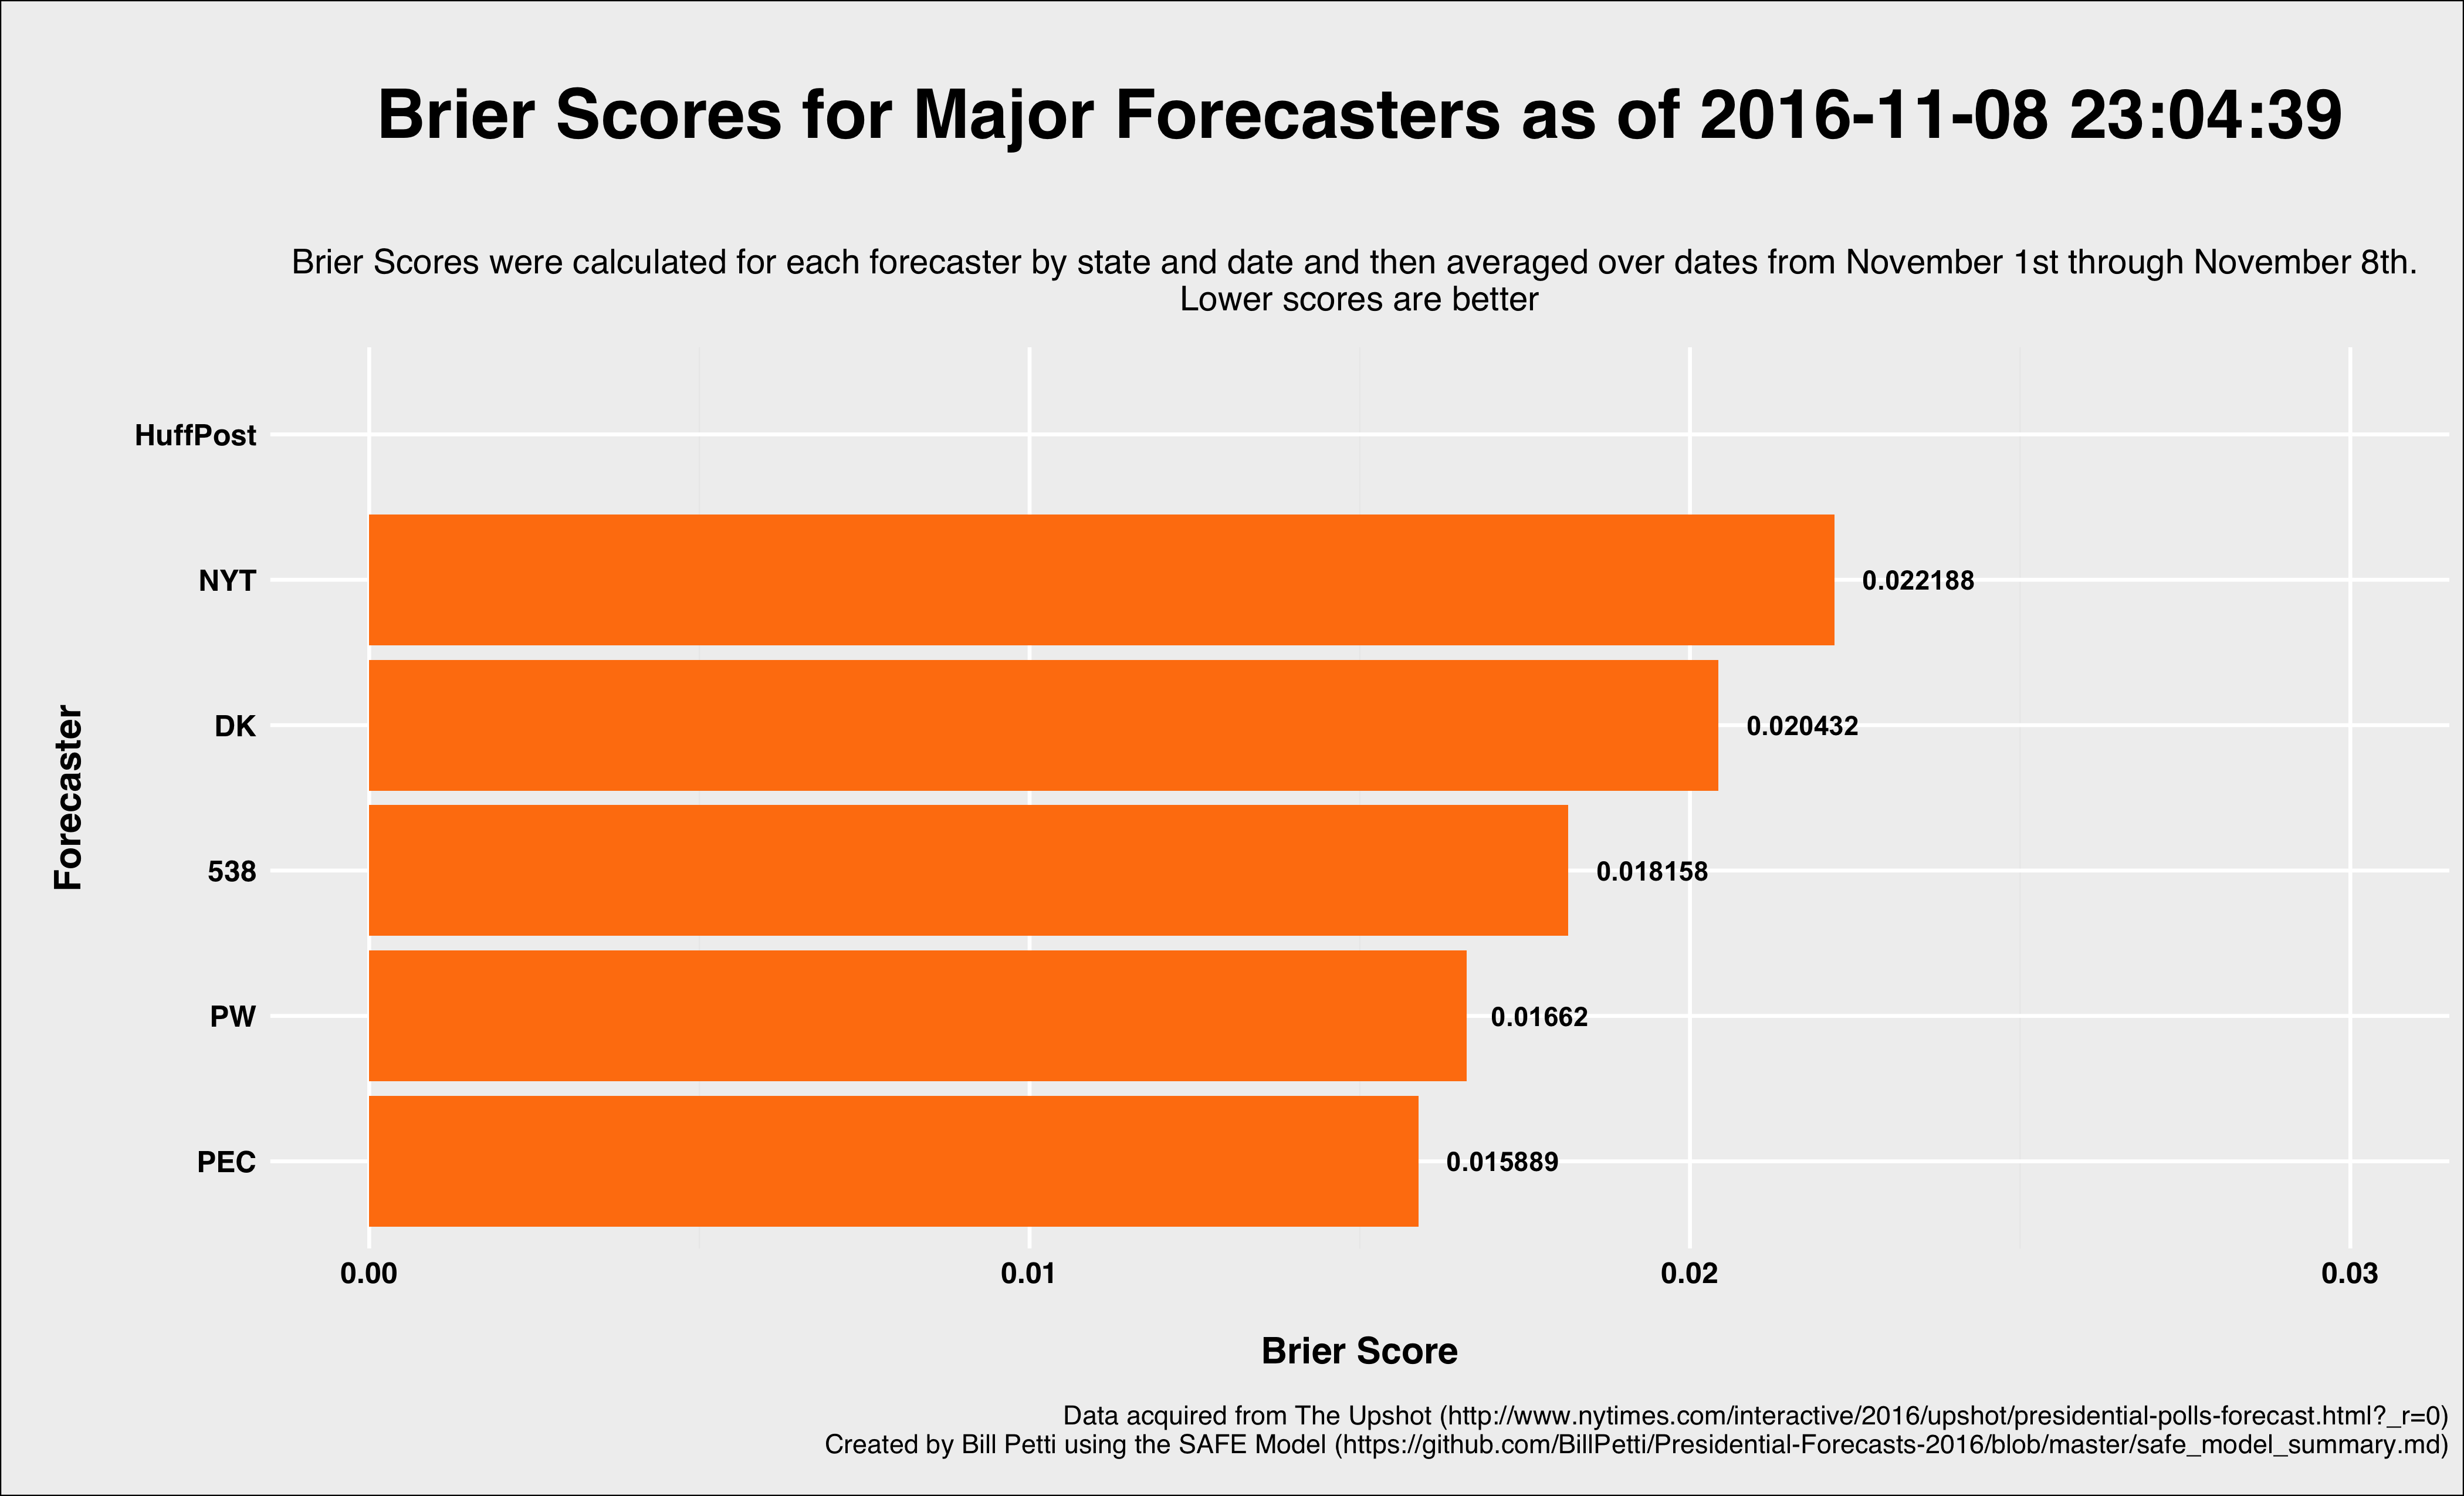 Brier Scores for Major Forecasters as of 2016-11-08 23:04:39
Brier Scores were calculated for each forecaster by state and date and then averaged over dates from November 1st through November 8th.
Lower scores are better
Forecaster
HuffPost
NYT
0.022188
DK
0.020432
538
0.018158
PW
0.01662
PEC
0.015889
0.00
0.01
0.02
0.03
Brier Score
Data acquired from The Upshot (http://www.nytimes.com/interactive/2016/upshot/presidential-polls-forecast.html?_r=0)
Created by Bill Petti using the SAFE Model (https://github.com/BillPetti/Presidential-Forecasts-2016/blob/master/safe_model_summary.md)